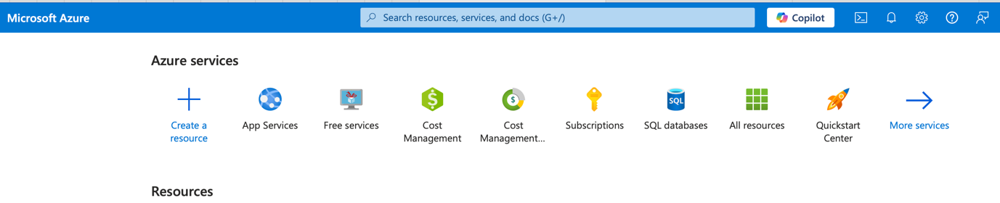 Microsoft Azure
Search resources, services, and docs (G+/)
Copilot
Azure services
Create a
resource
App Services
Free services
Cost
Management
Cost
Management...
Subscriptions
SQL
SQL databases
All resources
Quickstart
Center
More services
Resources